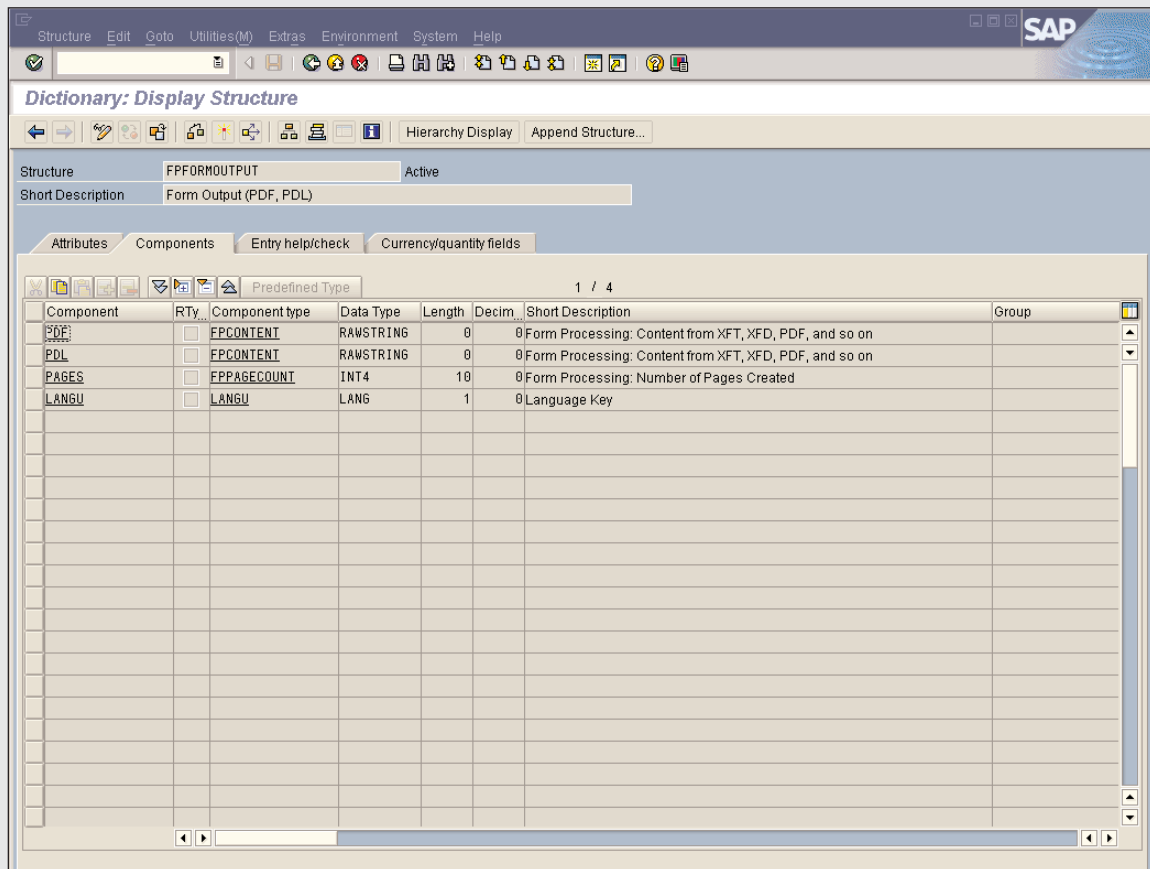 Structure Edit Goto Utilities(M) Extras Environment System Help
SAP
Dictionary: Display Structure
Hierarchy Display Append Structure...
Structure FPFORMOUTPUT Active
Short Description Form Output (PDF, PDL)
Attributes Components Entry help/check Currency/quantity fields
Predefined Type 1 / 4
Component RTy... Component type Data Type Length Decim... Short Description Group
PDF FPCONTENT RAWSTRING 0 0 Form Processing: Content from XFT, XFD, PDF, and so on
PDL FPCONTENT RAWSTRING 0 0 Form Processing: Content from XFT, XFD, PDF, and so on
PAGES FPPAGECOUNT INT4 10 0 Form Processing: Number of Pages Created
LANGU LANGU LANG 1 0 Language Key